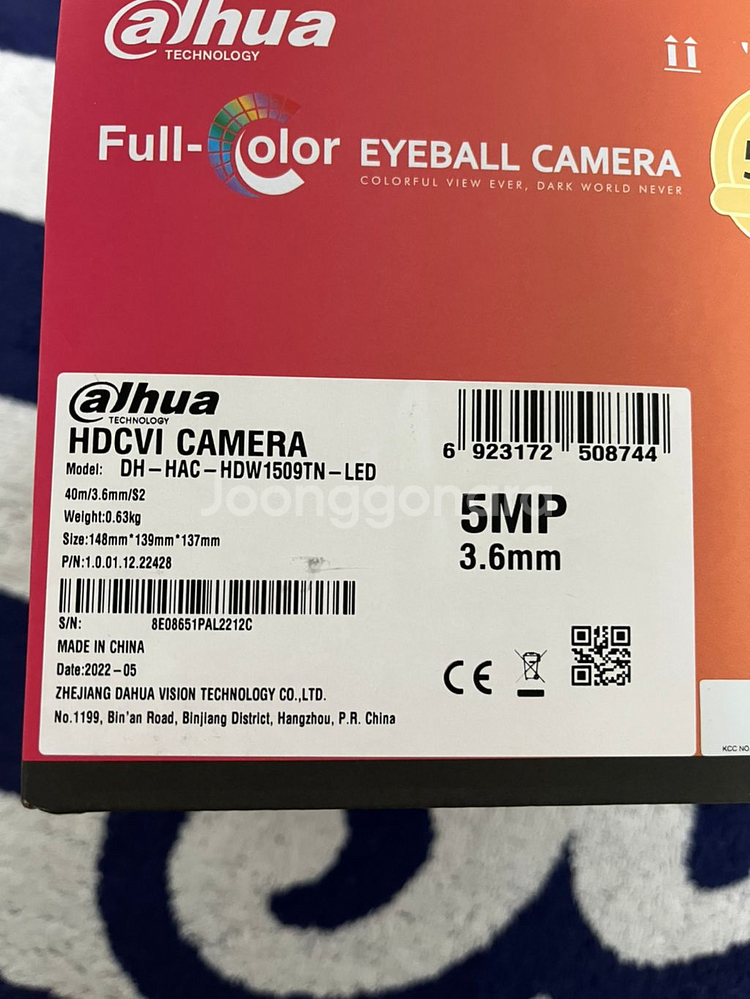 alhua
TECHNOLOGY
Full-Color EYEBALL CAMERA
COLORFUL VIEW EVER, DARK WORLD NEVER
5
alhua
TECHNOLOGY
HDCVI CAMERA
Model: DH-HAC-HDW1509TN-LED
40m/3.6mm/S2
Weight:0.63kg
Size:148mm*139mm*137mm
P/N:1.0.01.12.22428
S/N: 8E08651PAL2212C
MADE IN CHINA
Date:2022-05
ZHEJIANG DAHUA VISION TECHNOLOGY CO.,LTD.
No.1199, Bin'an Road, Binjiang District, Hangzhou, P.R. China
6 923172 508744
5MP
3.6mm
CE
KCC NO
Joonggonara